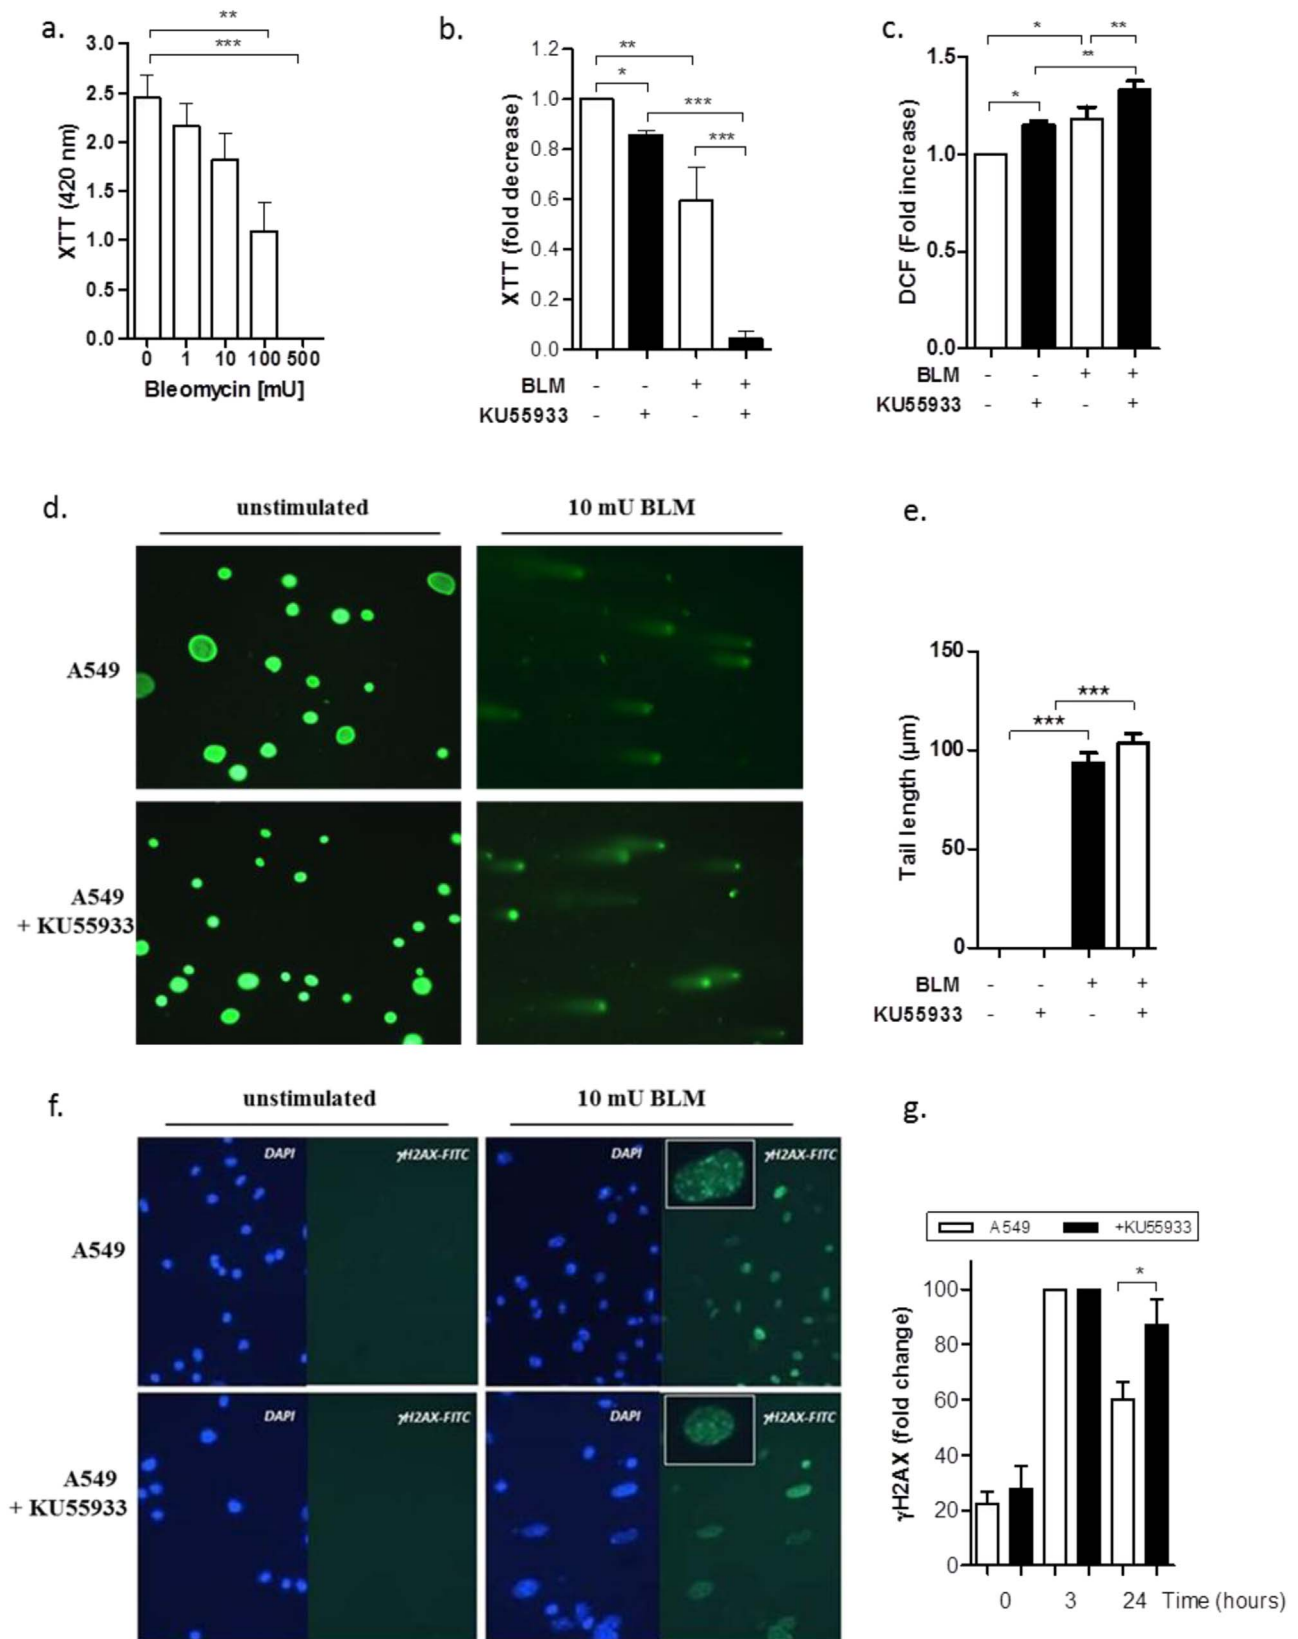 a.
**
***
3.0
2.5
2.0
1.5
1.0
0.5
0.0
XTT (420 nm)
0 1 10 100 500
Bleomycin [mU]
b.
**
*
***
***
1.2
1.0
0.8
0.6
0.4
0.2
0.0
XTT (fold decrease)
BLM - - + +
KU55933 - + - +
c.
* **
**
*
1.5
1.0
0.5
0.0
DCF (Fold increase)
BLM - - + +
KU55933 - + - +
d.
unstimulated 10 mU BLM
A549
A549
+ KU55933
e.
***
***
150
100
50
0
Tail length (µm)
BLM - - + +
KU55933 - + - +
f.
unstimulated 10 mU BLM
DAPI γH2AX-FITC DAPI γH2AX-FITC
A549
DAPI γH2AX-FITC DAPI γH2AX-FITC
A549
+ KU55933
g.
A549 +KU55933
*
100
80
60
40
20
0
γH2AX (fold change)
0 3 24 Time (hours)